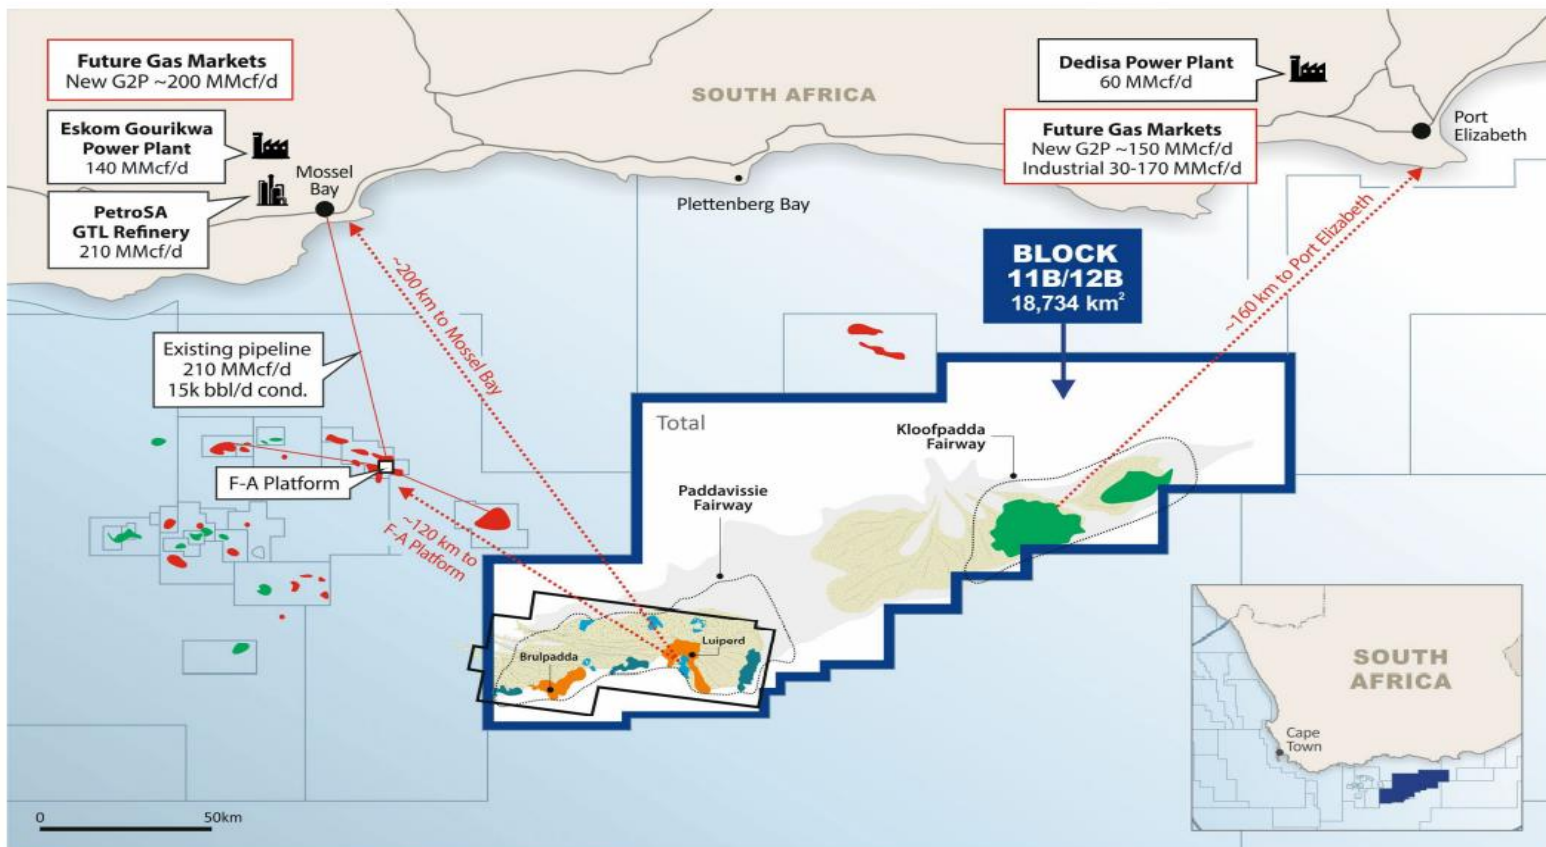 Future Gas Markets
New G2P ~200 MMcf/d
Eskom Gourikwa
Power Plant
140 MMcf/d
PetroSA
GTL Refinery
210 MMcf/d
Mossel
Bay
SOUTH AFRICA
Plettenberg Bay
Dedisa Power Plant
60 MMcf/d
Future Gas Markets
New G2P ~150 MMcf/d
Industrial 30-170 MMcf/d
Port
Elizabeth
BLOCK
11B/12B
18,734 km²
~200 km to Mossel Bay
~160 km to Port Elizabeth
Existing pipeline
210 MMcf/d
15k bbl/d cond.
F-A Platform
~120 km to
F-A Platform
Total
Kloofpadda
Fairway
Paddavissie
Fairway
Luiperd
Brulpadda
SOUTH
AFRICA
Cape
Town
0 50km